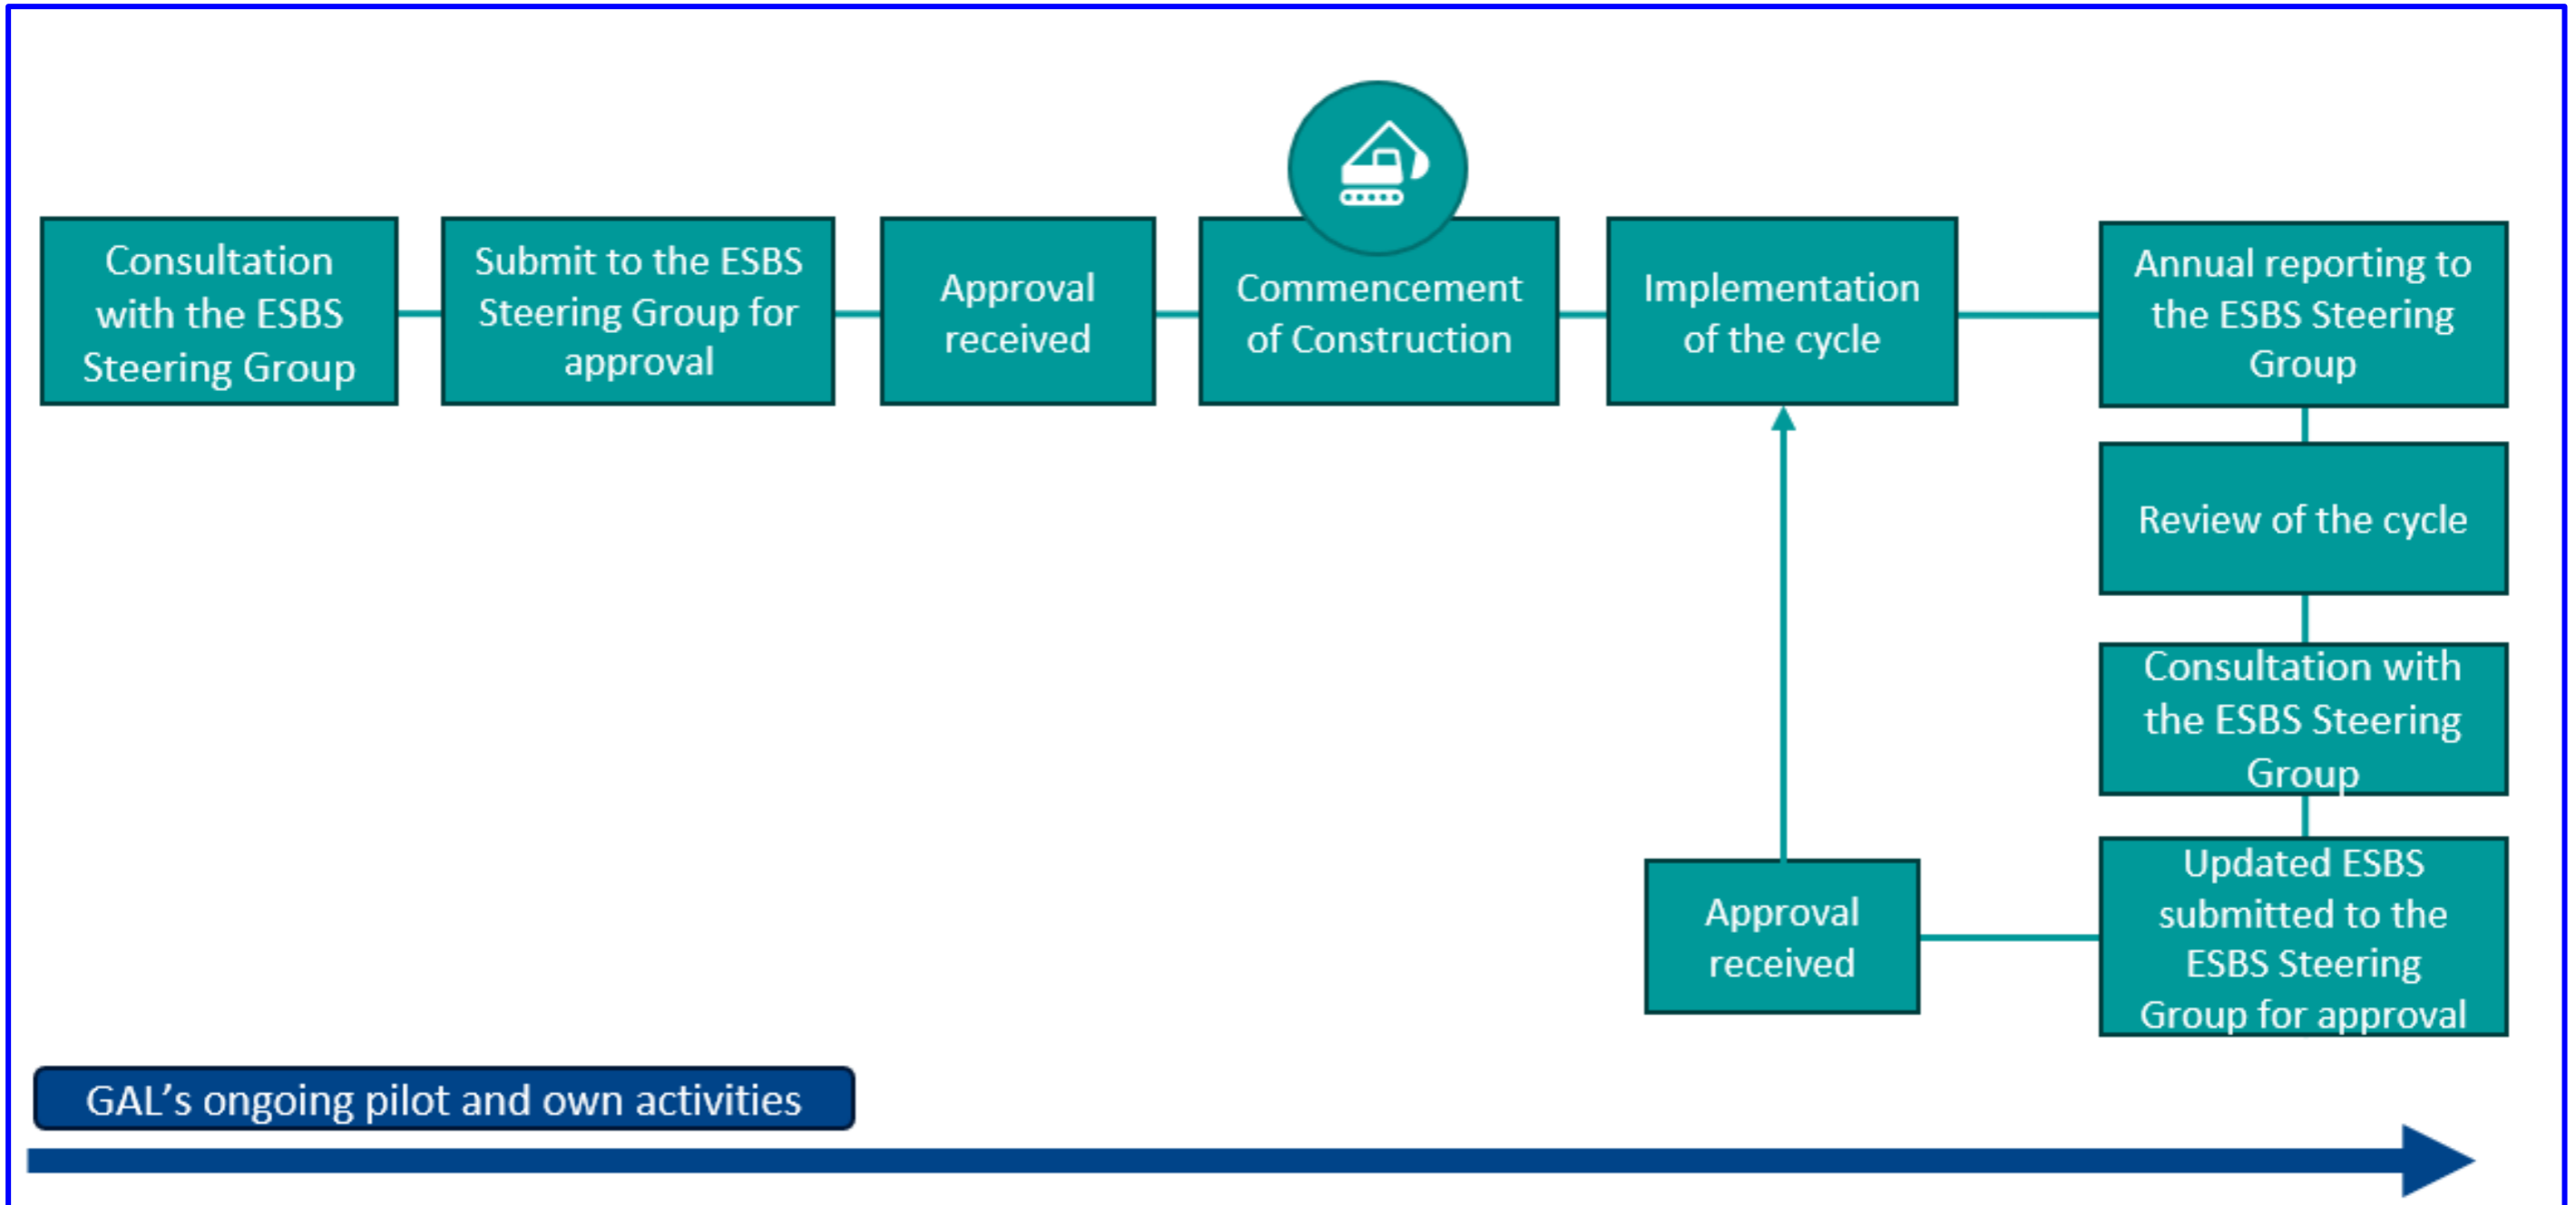 Consultation
with the ESBS
Steering Group
Submit to the ESBS
Steering Group for
approval
Approval
received
Commencement
of Construction
Implementation
of the cycle
Annual reporting to
the ESBS Steering
Group
Review of the cycle
Consultation with
the ESBS Steering
Group
Updated ESBS
submitted to the
ESBS Steering
Group for approval
Approval
received
GAL’s ongoing pilot and own activities